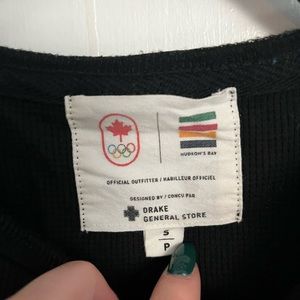 HUDSON'S BAY
OFFICIAL OUTFITTER / HABILLEUR OFFICIEL
DESIGNED BY / CONÇU PAR
DRAKE
GENERAL STORE
S
P